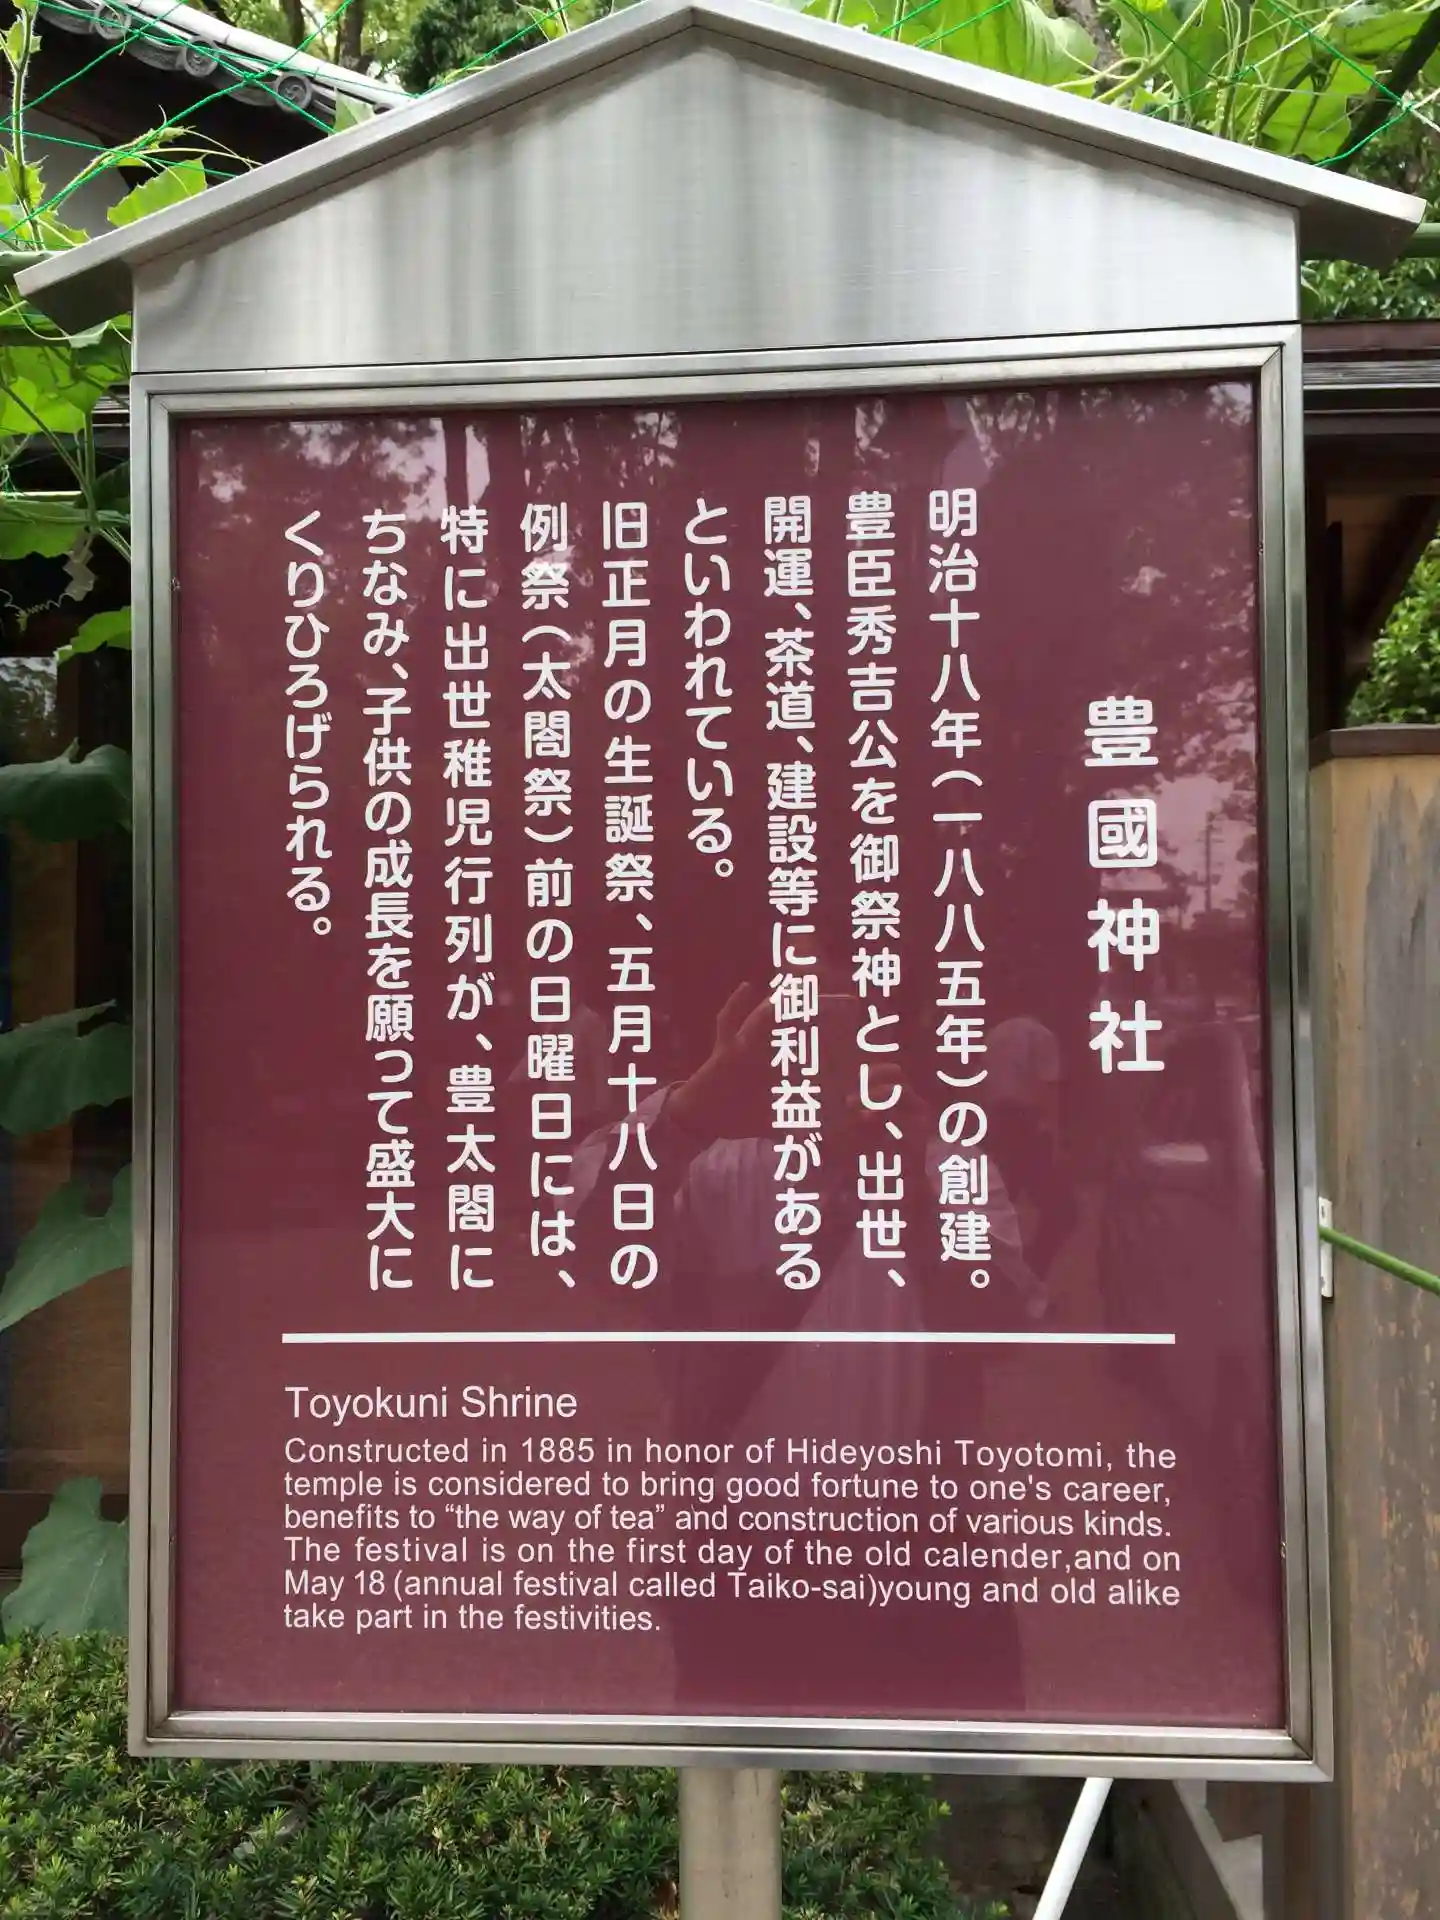 豊國神社
明治十八年(一八八五年)の創建。
豊臣秀吉公を御祭神とし、出世、
開運、茶道、建設等に御利益がある
といわれている。
旧正月の生誕祭、五月十八日の
例祭(太閤祭)前の日曜日には、
特に出世稚児行列が、豊太閤に
ちなみ、子供の成長を願って盛大に
くりひろげられる。
Toyokuni Shrine
Constructed in 1885 in honor of Hideyoshi Toyotomi, the
temple is considered to bring good fortune to one's career,
benefits to “the way of tea” and construction of various kinds.
The festival is on the first day of the old calender,and on
May 18 (annual festival called Taiko-sai)young and old alike
take part in the festivities.